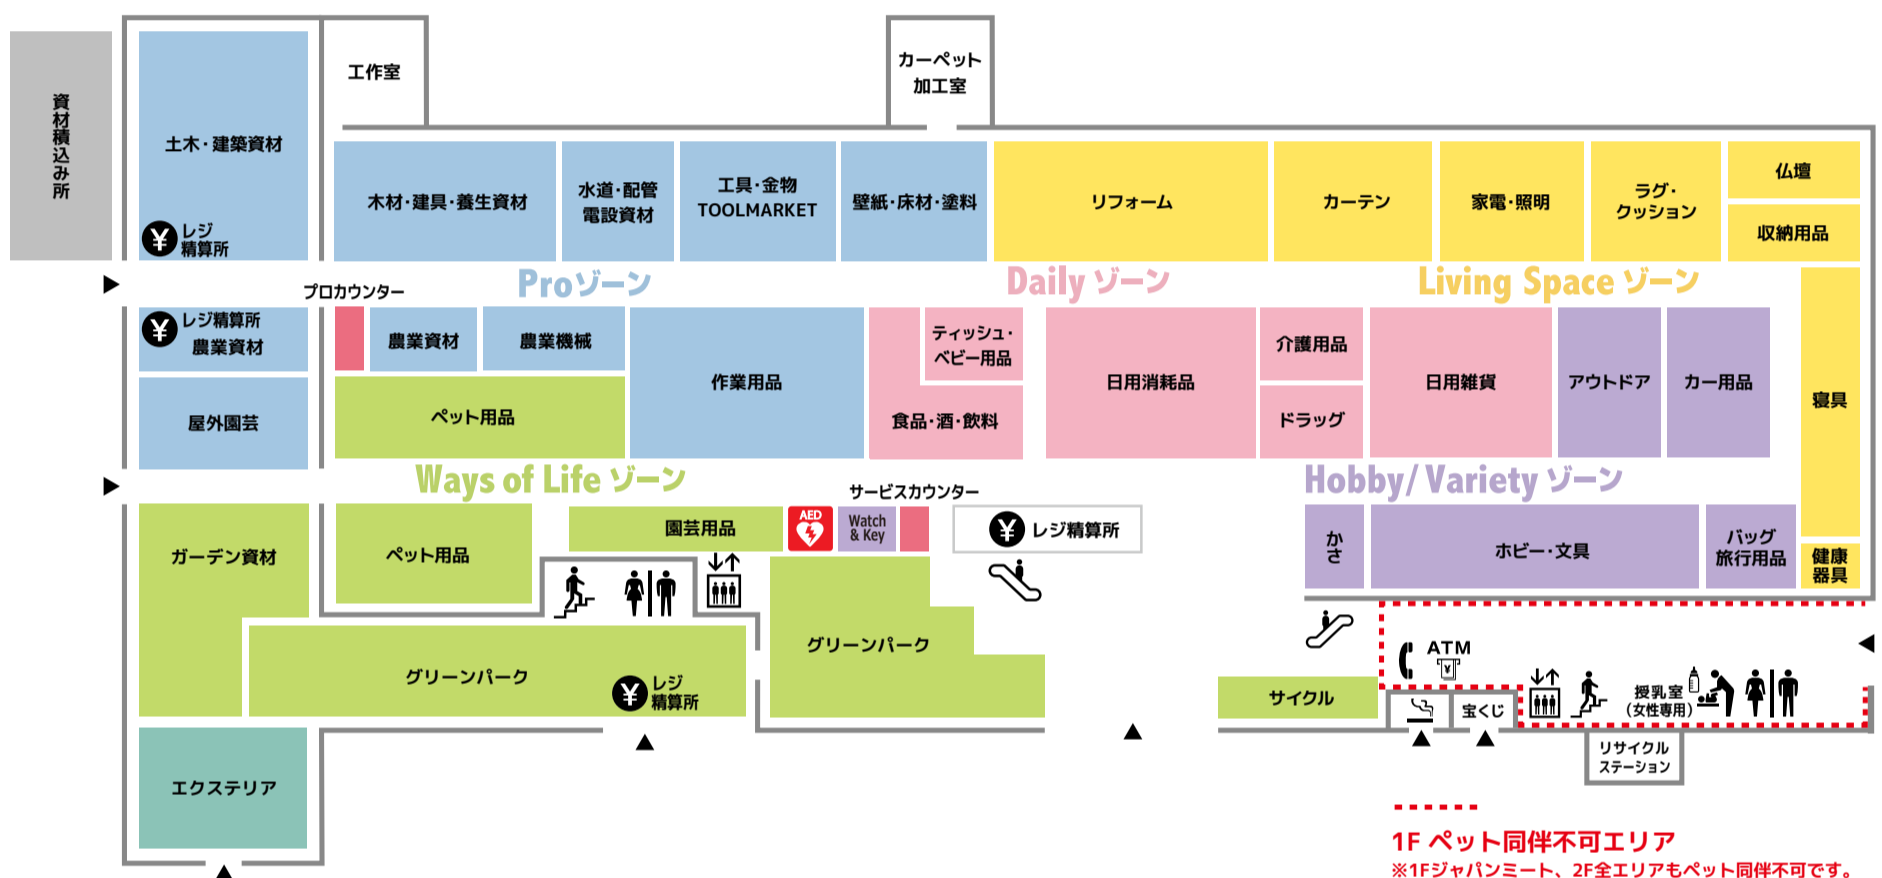 資材積込み所
土木・建築資材
¥ レジ
精算所
工作室
カーペット
加工室
木材・建具・養生資材
水道・配管
電設資材
工具・金物
TOOLMARKET
壁紙・床材・塗料
リフォーム
カーテン
家電・照明
ラグ・
クッション
仏壇
収納用品
Proゾーン
Daily ゾーン
Living Space ゾーン
プロカウンター
¥ レジ精算所
農業資材
農業資材
農業機械
作業用品
ティッシュ・
ベビー用品
食品・酒・飲料
日用消耗品
介護用品
ドラッグ
日用雑貨
アウトドア
カー用品
寝具
屋外園芸
ペット用品
Ways of Life ゾーン
Hobby/ Variety ゾーン
サービスカウンター
ガーデン資材
ペット用品
園芸用品
AED
Watch
& Key
¥ レジ精算所
かさ
ホビー・文具
バッグ
旅行用品
健康
器具
グリーンパーク
¥ レジ
精算所
グリーンパーク
サイクル
ATM
¥
宝くじ
授乳室
(女性専用)
リサイクル
ステーション
エクステリア
1F ペット同伴不可エリア
※1Fジャパンミート、2F全エリアもペット同伴不可です。